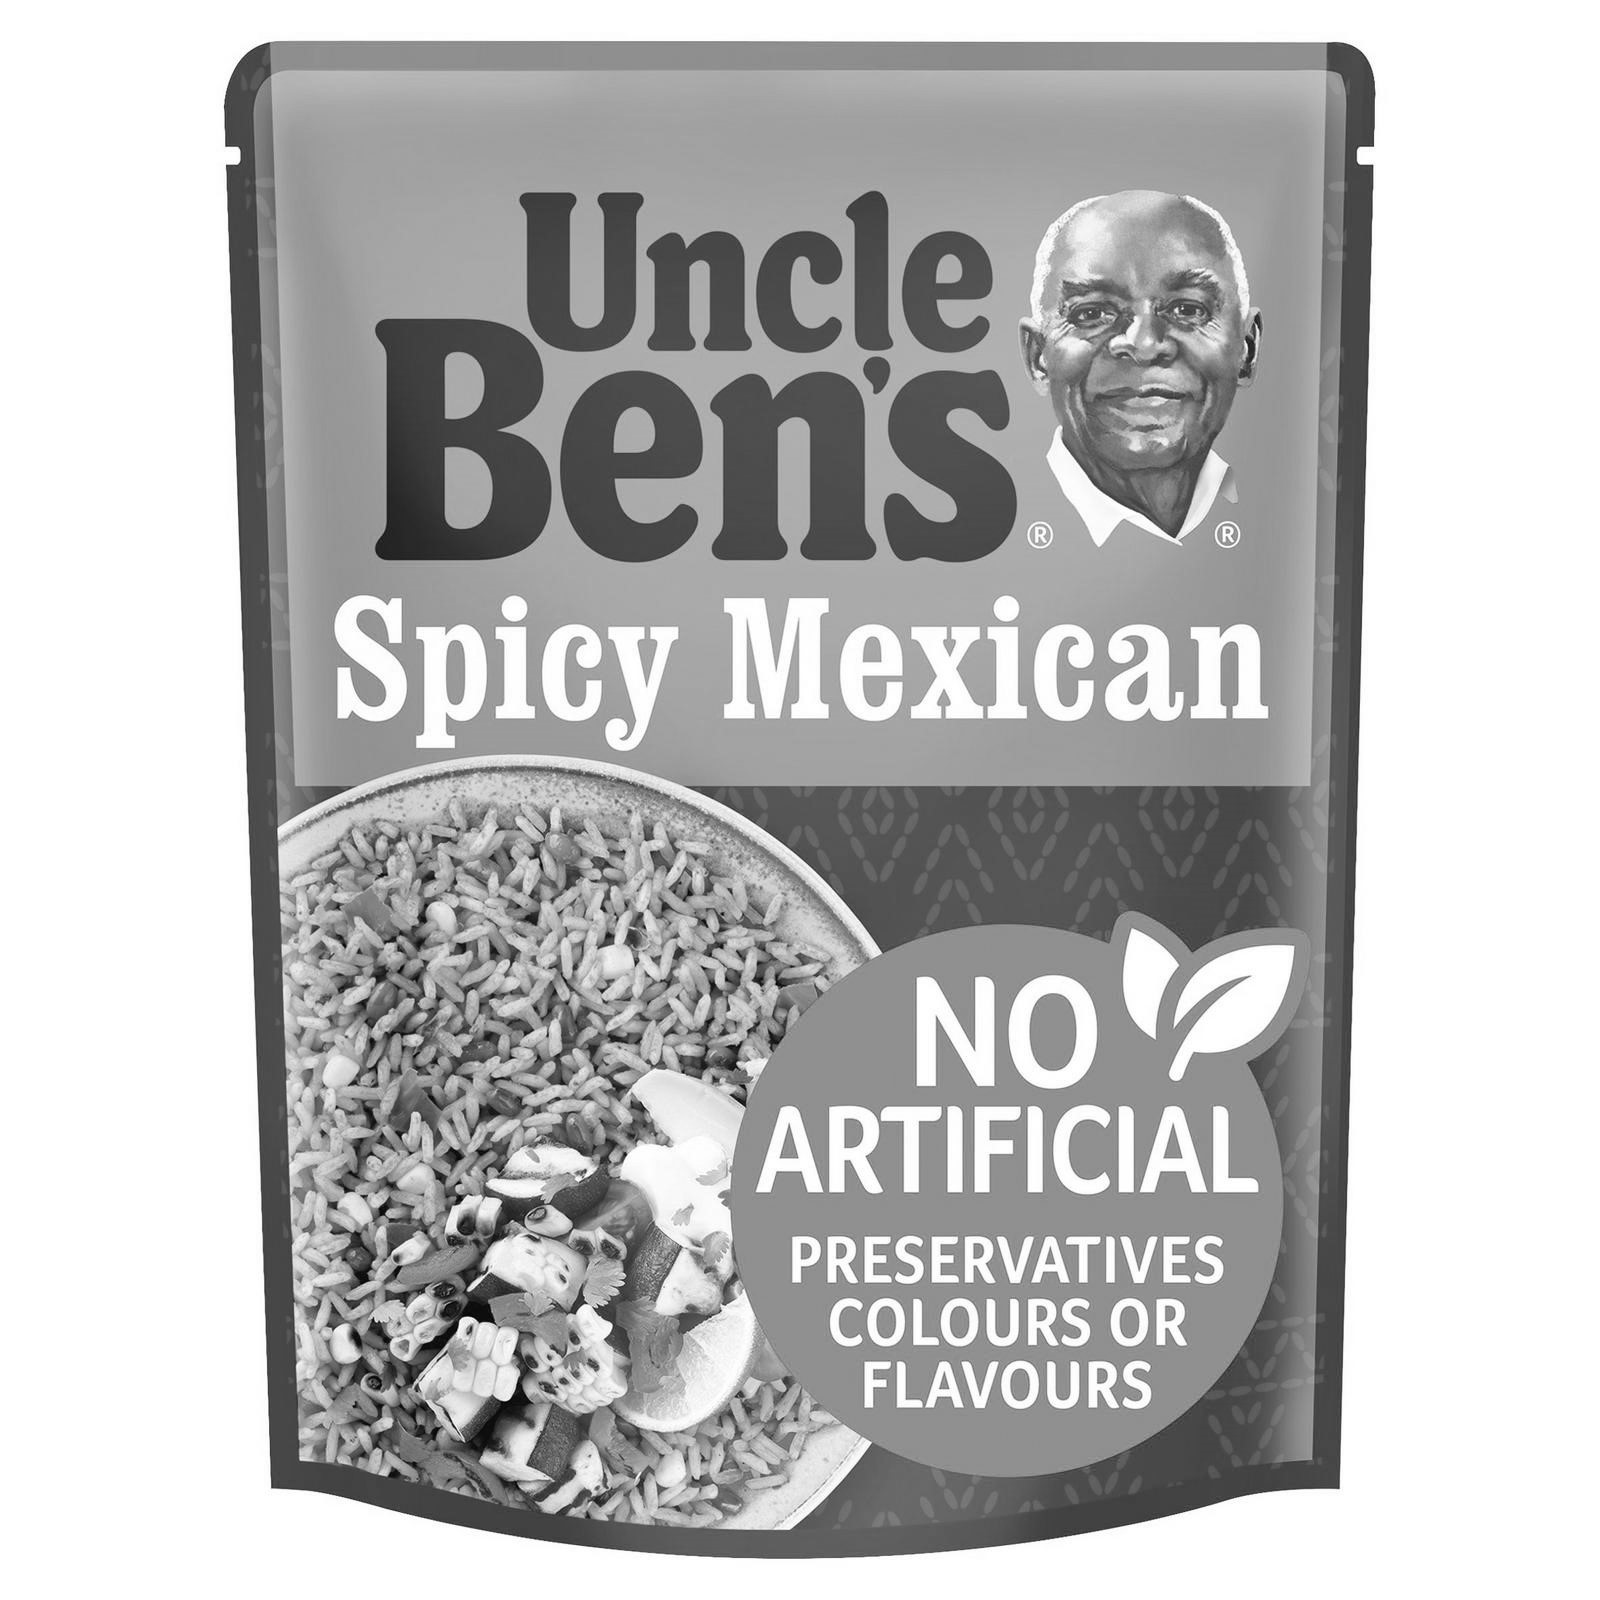 Uncle
Ben's ® ®
Spicy Mexican
NO
ARTIFICIAL
PRESERVATIVES
COLOURS OR
FLAVOURS